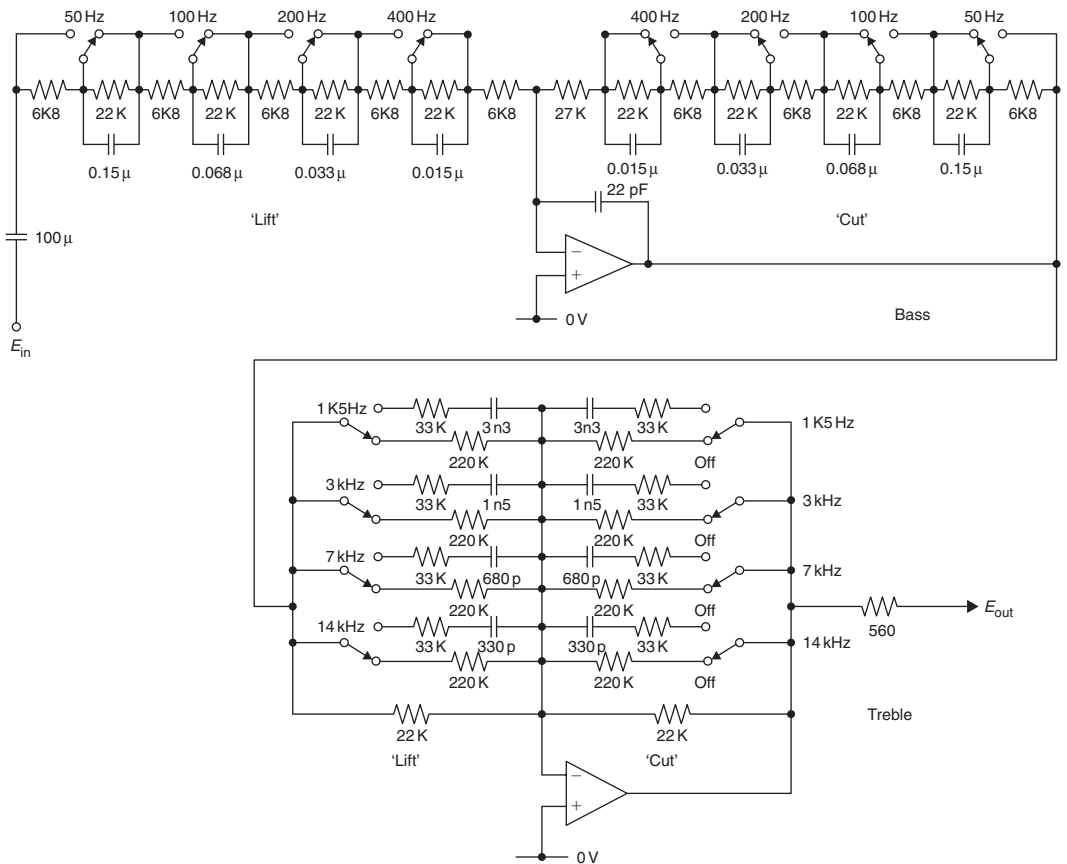 50 Hz 100 Hz 200 Hz 400 Hz 400 Hz 200 Hz 100 Hz 50 Hz
6K8 22 K 6K8 22 K 6K8 22 K 6K8 22 K 6K8 27 K 22 K 6K8 22 K 6K8 22 K 6K8 22 K 6K8
0.15 µ 0.068 µ 0.033 µ 0.015 µ 0.015 µ 0.033 µ 0.068 µ 0.15 µ
22 pF
'Lift' 'Cut'
100 µ
−
+
0 V
Bass
Ein
1 K5Hz 1 K5 Hz
33 K 3 n3 3n3 33 K
220 K 220 K Off
3 kHz 3 kHz
33 K 1 n5 1 n5 33 K
220 K 220 K Off
7 kHz 7 kHz
33 K 680 p 680 p 33 K
220 K 220 K Off
Eout
560
14 kHz 14 kHz
33 K 330 p 330 p 33 K
220 K 220 K Off
Treble
22 K 22 K
'Lift' 'Cut'
−
+
0 V